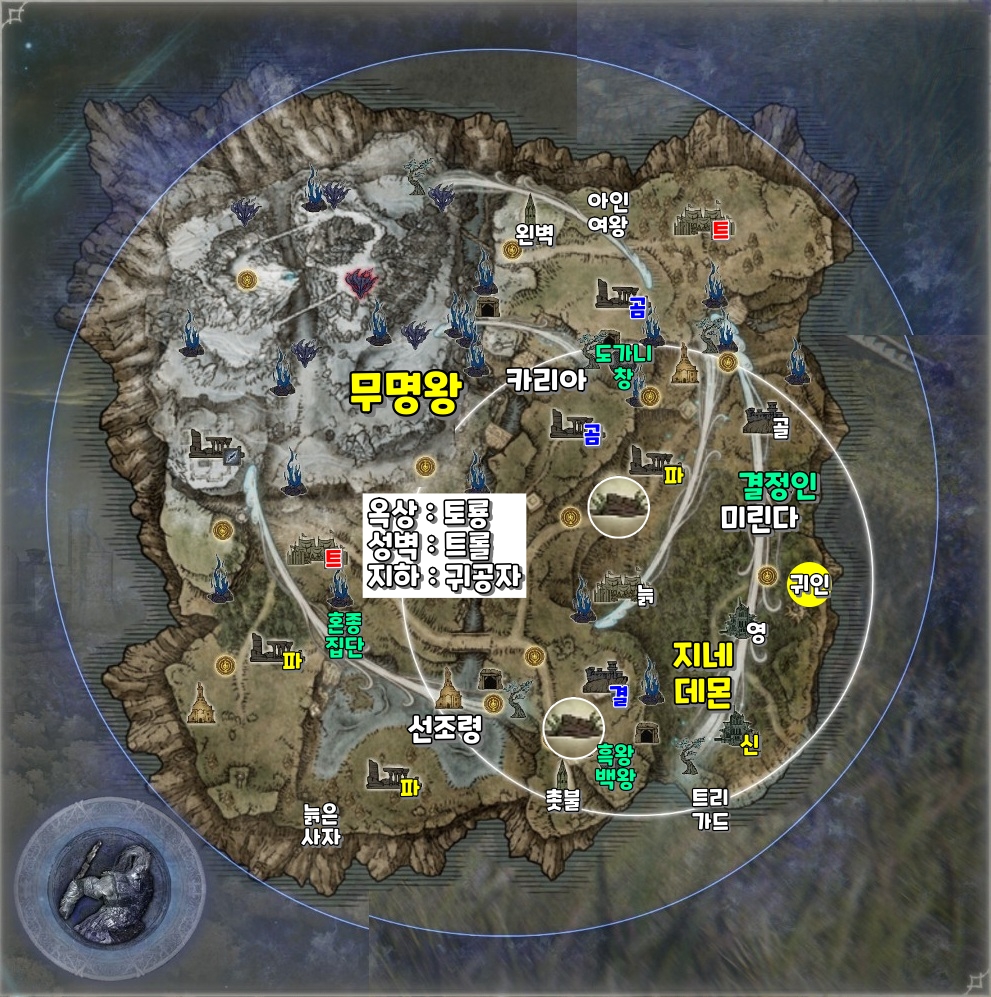 아인
여왕
왼벽
트
곰
도가니
창
카리아
무명왕
곰
골
파
결정인
미린다
옥상 : 토룡
성벽 : 트롤
지하 : 귀공자
트
귀인
늙
혼종
집단
영
파
지네
데몬
결
선조령
신
흑왕
백왕
파
촛불
트리
가드
늙은
사자